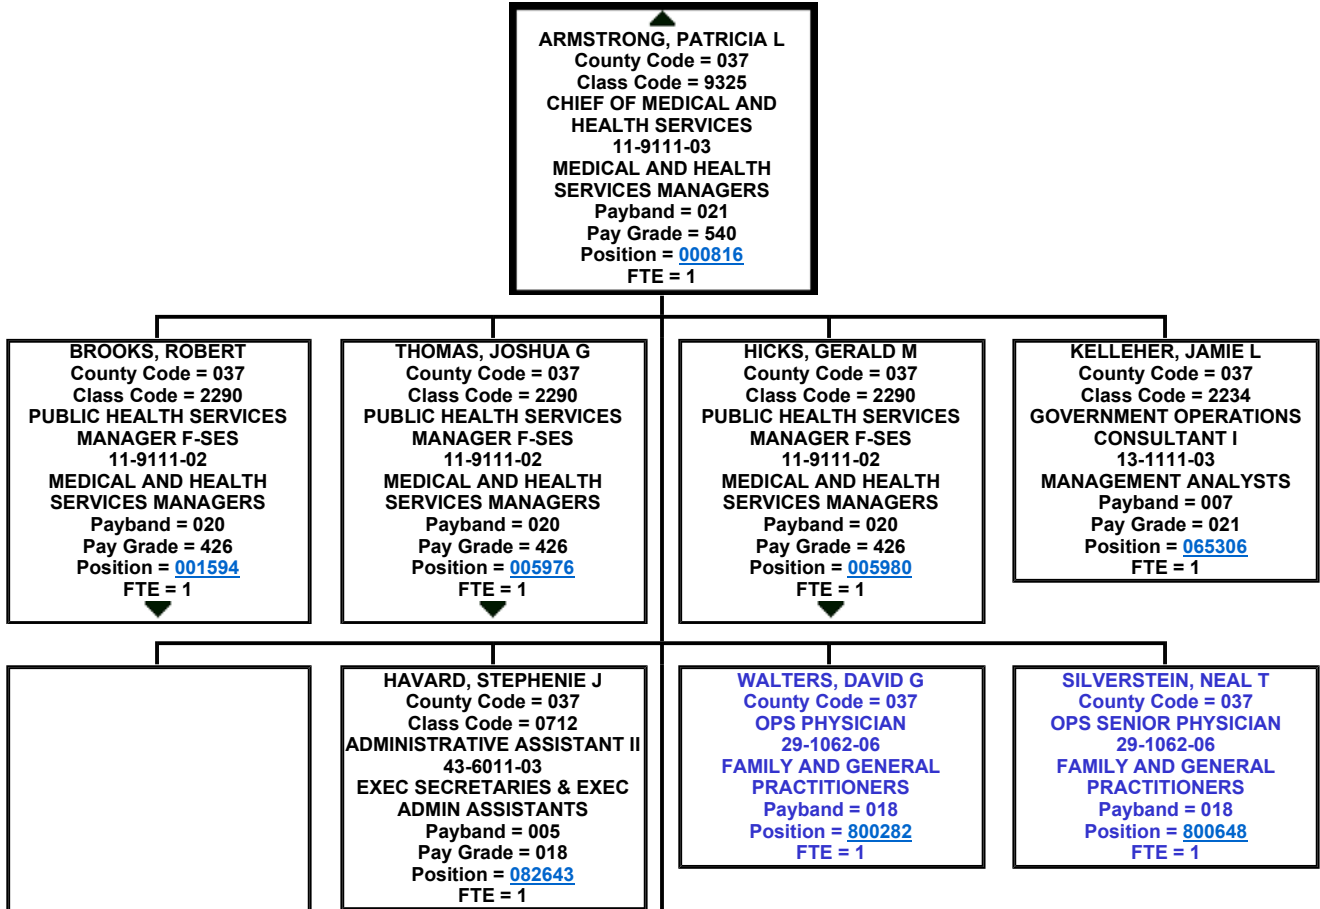 ARMSTRONG, PATRICIA L
County Code = 037
Class Code = 9325
CHIEF OF MEDICAL AND
HEALTH SERVICES
11-9111-03
MEDICAL AND HEALTH
SERVICES MANAGERS
Payband = 021
Pay Grade = 540
Position = 000816
FTE = 1
BROOKS, ROBERT
County Code = 037
Class Code = 2290
PUBLIC HEALTH SERVICES
MANAGER F-SES
11-9111-02
MEDICAL AND HEALTH
SERVICES MANAGERS
Payband = 020
Pay Grade = 426
Position = 001594
FTE = 1
THOMAS, JOSHUA G
County Code = 037
Class Code = 2290
PUBLIC HEALTH SERVICES
MANAGER F-SES
11-9111-02
MEDICAL AND HEALTH
SERVICES MANAGERS
Payband = 020
Pay Grade = 426
Position = 005976
FTE = 1
HICKS, GERALD M
County Code = 037
Class Code = 2290
PUBLIC HEALTH SERVICES
MANAGER F-SES
11-9111-02
MEDICAL AND HEALTH
SERVICES MANAGERS
Payband = 020
Pay Grade = 426
Position = 005980
FTE = 1
KELLEHER, JAMIE L
County Code = 037
Class Code = 2234
GOVERNMENT OPERATIONS
CONSULTANT I
13-1111-03
MANAGEMENT ANALYSTS
Payband = 007
Pay Grade = 021
Position = 065306
FTE = 1
HAVARD, STEPHENIE J
County Code = 037
Class Code = 0712
ADMINISTRATIVE ASSISTANT II
43-6011-03
EXEC SECRETARIES & EXEC
ADMIN ASSISTANTS
Payband = 005
Pay Grade = 018
Position = 082643
FTE = 1
WALTERS, DAVID G
County Code = 037
OPS PHYSICIAN
29-1062-06
FAMILY AND GENERAL
PRACTITIONERS
Payband = 018
Position = 800282
FTE = 1
SILVERSTEIN, NEAL T
County Code = 037
OPS SENIOR PHYSICIAN
29-1062-06
FAMILY AND GENERAL
PRACTITIONERS
Payband = 018
Position = 800648
FTE = 1